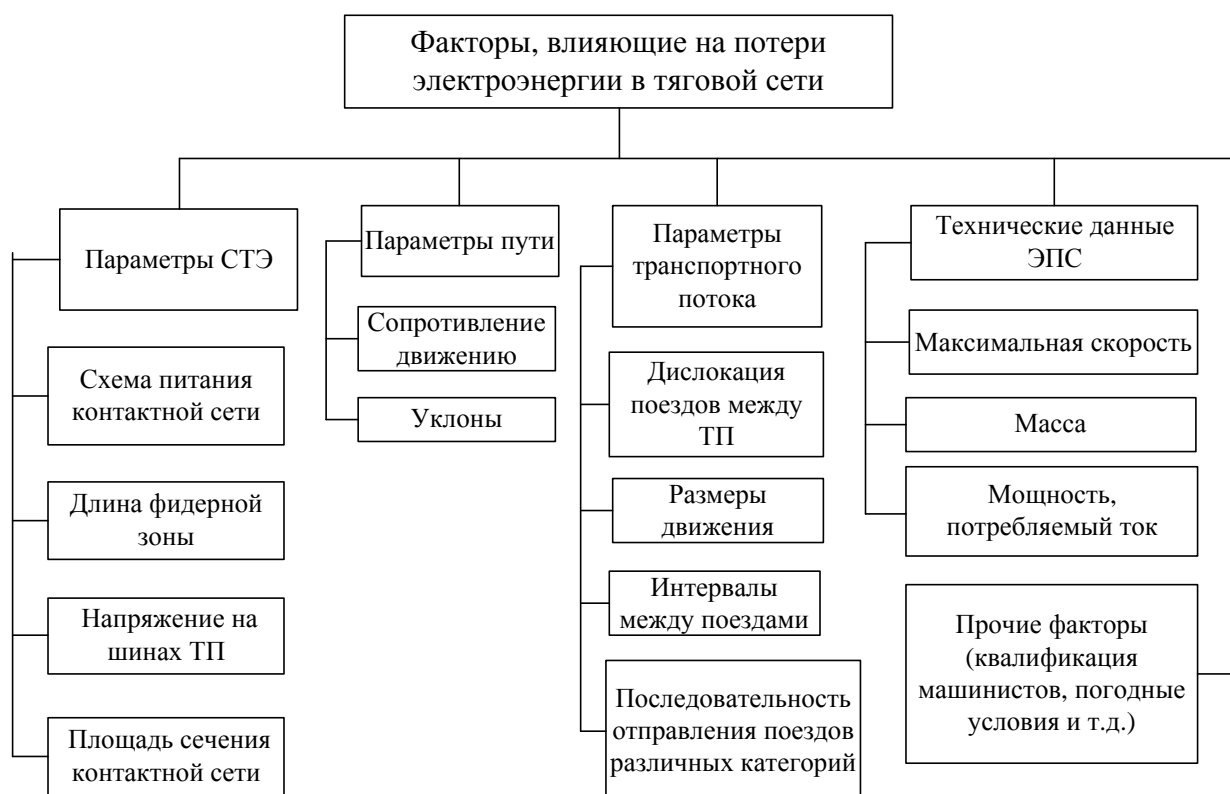 Факторы, влияющие на потери
электроэнергии в тяговой сети
Параметры СТЭ
Схема питания
контактной сети
Длина фидерной
зоны
Напряжение на
шинах ТП
Площадь сечения
контактной сети
Параметры пути
Сопротивление
движению
Уклоны
Параметры
транспортного
потока
Дислокация
поездов между
ТП
Размеры
движения
Интервалы
между поездами
Последовательность
отправления поездов
различных категорий
Технические данные
ЭПС
Максимальная скорость
Масса
Мощность,
потребляемый ток
Прочие факторы
(квалификация
машинистов, погодные
условия и т.д.)